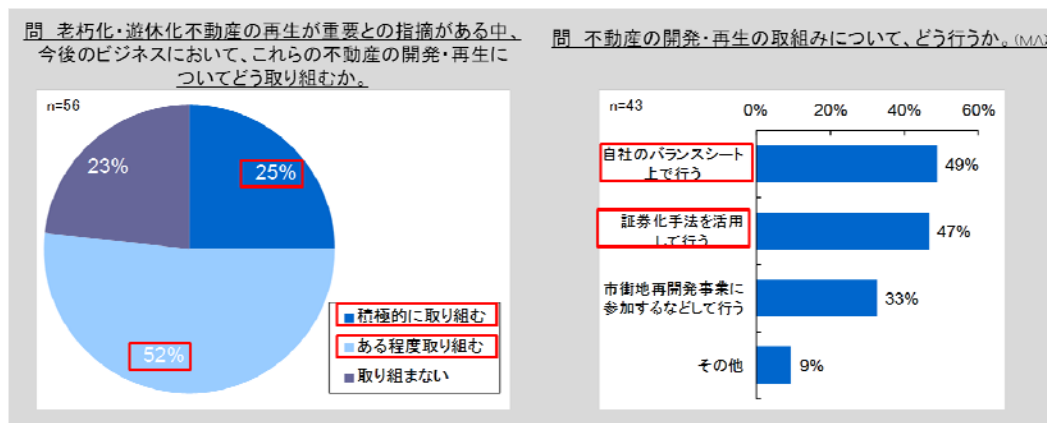 問 老朽化・遊休化不動産の再生が重要との指摘がある中、
今後のビジネスにおいて、これらの不動産の開発・再生に
ついてどう取り組むか。
n=56
23%
25%
52%
積極的に取り組む
ある程度取り組む
取り組まない
問 不動産の開発・再生の取組みについて、どう行うか。(MA)
n=43
0% 20% 40% 60%
自社のバランスシート
上で行う
49%
証券化手法を活用
して行う
47%
市街地再開発事業に
参加するなどして行う
33%
その他
9%